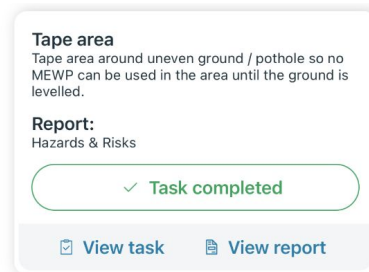 Tape area
Tape area around uneven ground / pothole so no
MEWP can be used in the area until the ground is
levelled.
Report:
Hazards & Risks
Task completed
View task View report